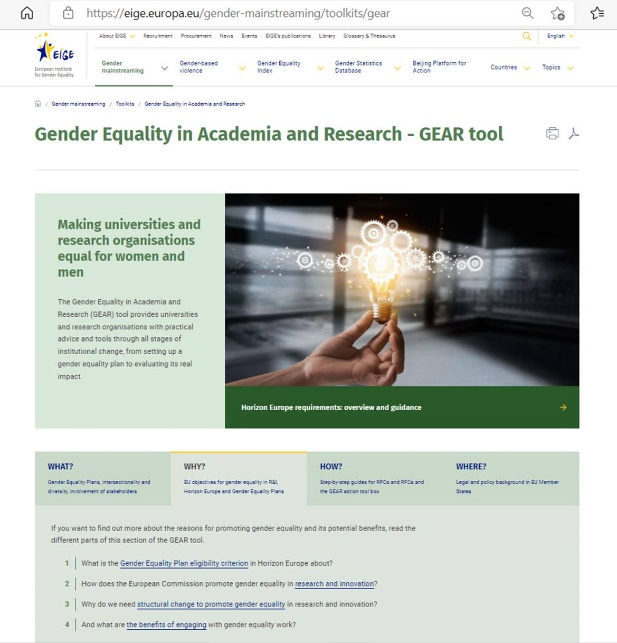 https://eige.europa.eu/gender-mainstreaming/toolkits/gear
About EIGE Recruitment Procurement News Events EIGE's publications Library Glossary & Thesaurus English
EIGE
European Institute
for Gender Equality
Gender
mainstreaming
Gender-based
violence
Gender Equality
Index
Gender Statistics
Database
Beijing Platform for
Action
Countries
Topics
/ Gender mainstreaming / Toolkits / Gender Equality in Academia and Research
Gender Equality in Academia and Research - GEAR tool
Making universities and
research organisations
equal for women and
men
The Gender Equality in Academia and
Research (GEAR) tool provides universities
and research organisations with practical
advice and tools through all stages of
institutional change, from setting up a
gender equality plan to evaluating its real
impact.
Horizon Europe requirements: overview and guidance
WHAT?
Gender Equality Plans, intersectionality and
diversity, involvement of stakeholders
WHY?
EU objectives for gender equality in R&I,
Horizon Europe and Gender Equality Plans
HOW?
Step-by-step guides for RPOs and RFOs and
the GEAR action tool box
WHERE?
Legal and policy background in EU Member
States
If you want to find out more about the reasons for promoting gender equality and its potential benefits, read the
different parts of this section of the GEAR tool.
1 What is the Gender Equality Plan eligibility criterion in Horizon Europe about?
2 How does the European Commission promote gender equality in research and innovation?
3 Why do we need structural change to promote gender equality in research and innovation?
4 And what are the benefits of engaging with gender equality work?